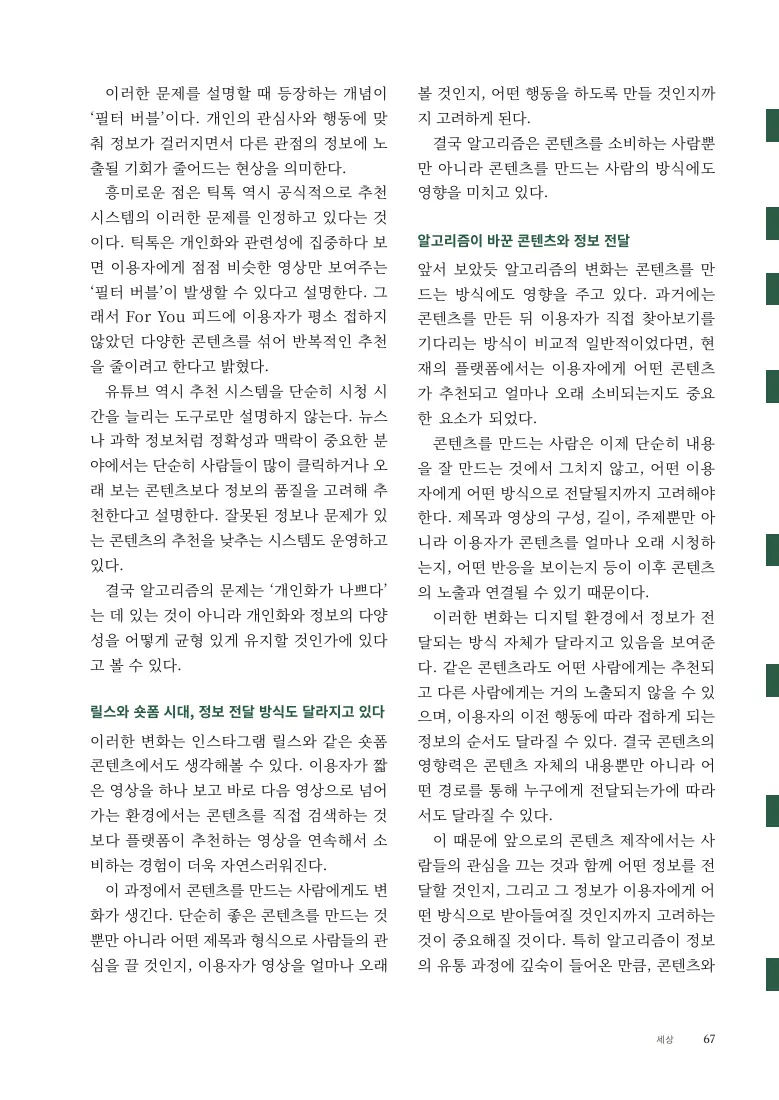 이러한 문제를 설명할 때 등장하는 개념이
‘필터 버블’이다. 개인의 관심사와 행동에 맞
춰 정보가 걸러지면서 다른 관점의 정보에 노
출될 기회가 줄어드는 현상을 의미한다.
흥미로운 점은 틱톡 역시 공식적으로 추천
시스템의 이러한 문제를 인정하고 있다는 것
이다. 틱톡은 개인화와 관련성에 집중하다 보
면 이용자에게 점점 비슷한 영상만 보여주는
‘필터 버블’이 발생할 수 있다고 설명한다. 그
래서 For You 피드에 이용자가 평소 접하지
않았던 다양한 콘텐츠를 섞어 반복적인 추천
을 줄이려고 한다고 밝혔다.
유튜브 역시 추천 시스템을 단순히 시청 시
간을 늘리는 도구로만 설명하지 않는다. 뉴스
나 과학 정보처럼 정확성과 맥락이 중요한 분
야에서는 단순히 사람들이 많이 클릭하거나 오
래 보는 콘텐츠보다 정보의 품질을 고려해 추
천한다고 설명한다. 잘못된 정보나 문제가 있
는 콘텐츠의 추천을 낮추는 시스템도 운영하고
있다.
결국 알고리즘의 문제는 ‘개인화가 나쁘다’
는 데 있는 것이 아니라 개인화와 정보의 다양
성을 어떻게 균형 있게 유지할 것인가에 있다
고 볼 수 있다.
릴스와 숏폼 시대, 정보 전달 방식도 달라지고 있다
이러한 변화는 인스타그램 릴스와 같은 숏폼
콘텐츠에서도 생각해볼 수 있다. 이용자가 짧
은 영상을 하나 보고 바로 다음 영상으로 넘어
가는 환경에서는 콘텐츠를 직접 검색하는 것
보다 플랫폼이 추천하는 영상을 연속해서 소
비하는 경험이 더욱 자연스러워진다.
이 과정에서 콘텐츠를 만드는 사람에게도 변
화가 생긴다. 단순히 좋은 콘텐츠를 만드는 것
뿐만 아니라 어떤 제목과 형식으로 사람들의 관
심을 끌 것인지, 이용자가 영상을 얼마나 오래
볼 것인지, 어떤 행동을 하도록 만들 것인지까
지 고려하게 된다.
결국 알고리즘은 콘텐츠를 소비하는 사람뿐
만 아니라 콘텐츠를 만드는 사람의 방식에도
영향을 미치고 있다.
알고리즘이 바꾼 콘텐츠와 정보 전달
앞서 보았듯 알고리즘의 변화는 콘텐츠를 만
드는 방식에도 영향을 주고 있다. 과거에는
콘텐츠를 만든 뒤 이용자가 직접 찾아보기를
기다리는 방식이 비교적 일반적이었다면, 현
재의 플랫폼에서는 이용자에게 어떤 콘텐츠
가 추천되고 얼마나 오래 소비되는지도 중요
한 요소가 되었다.
콘텐츠를 만드는 사람은 이제 단순히 내용
을 잘 만드는 것에서 그치지 않고, 어떤 이용
자에게 어떤 방식으로 전달될지까지 고려해야
한다. 제목과 영상의 구성, 길이, 주제뿐만 아
니라 이용자가 콘텐츠를 얼마나 오래 시청하
는지, 어떤 반응을 보이는지 등이 이후 콘텐츠
의 노출과 연결될 수 있기 때문이다.
이러한 변화는 디지털 환경에서 정보가 전
달되는 방식 자체가 달라지고 있음을 보여준
다. 같은 콘텐츠라도 어떤 사람에게는 추천되
고 다른 사람에게는 거의 노출되지 않을 수 있
으며, 이용자의 이전 행동에 따라 접하게 되는
정보의 순서도 달라질 수 있다. 결국 콘텐츠의
영향력은 콘텐츠 자체의 내용뿐만 아니라 어
떤 경로를 통해 누구에게 전달되는가에 따라
서도 달라질 수 있다.
이 때문에 앞으로의 콘텐츠 제작에서는 사
람들의 관심을 끄는 것과 함께 어떤 정보를 전
달할 것인지, 그리고 그 정보가 이용자에게 어
떤 방식으로 받아들여질 것인지까지 고려하는
것이 중요해질 것이다. 특히 알고리즘이 정보
의 유통 과정에 깊숙이 들어온 만큼, 콘텐츠와
세상 67